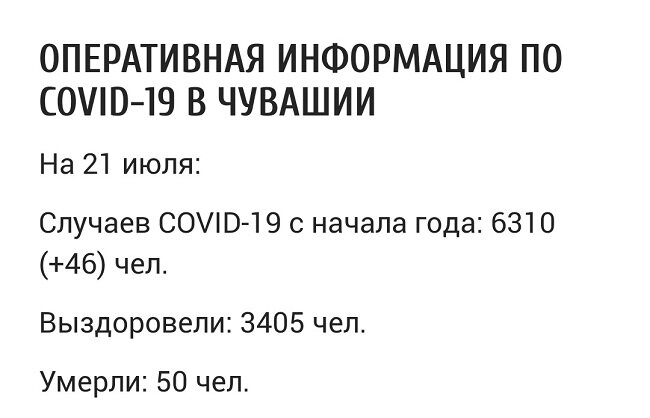 ОПЕРАТИВНАЯ ИНФОРМАЦИЯ ПО
COVID-19 В ЧУВАШИИ
На 21 июля:
Случаев COVID-19 с начала года: 6310
(+46) чел.
Выздоровели: 3405 чел.
Умерли: 50 чел.